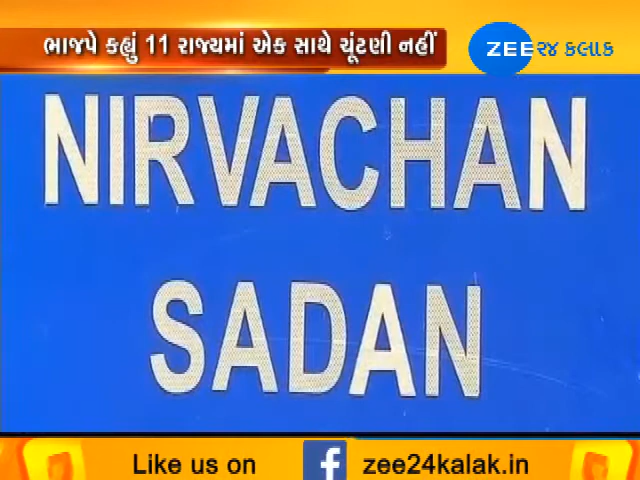 ભાજપે કહ્યું 11 રાજ્યમાં એક સાથે ચૂંટણી નહીં
ZEE ૨૪ કલાક
NIRVACHAN
SADAN
Like us on f zee24kalak.in